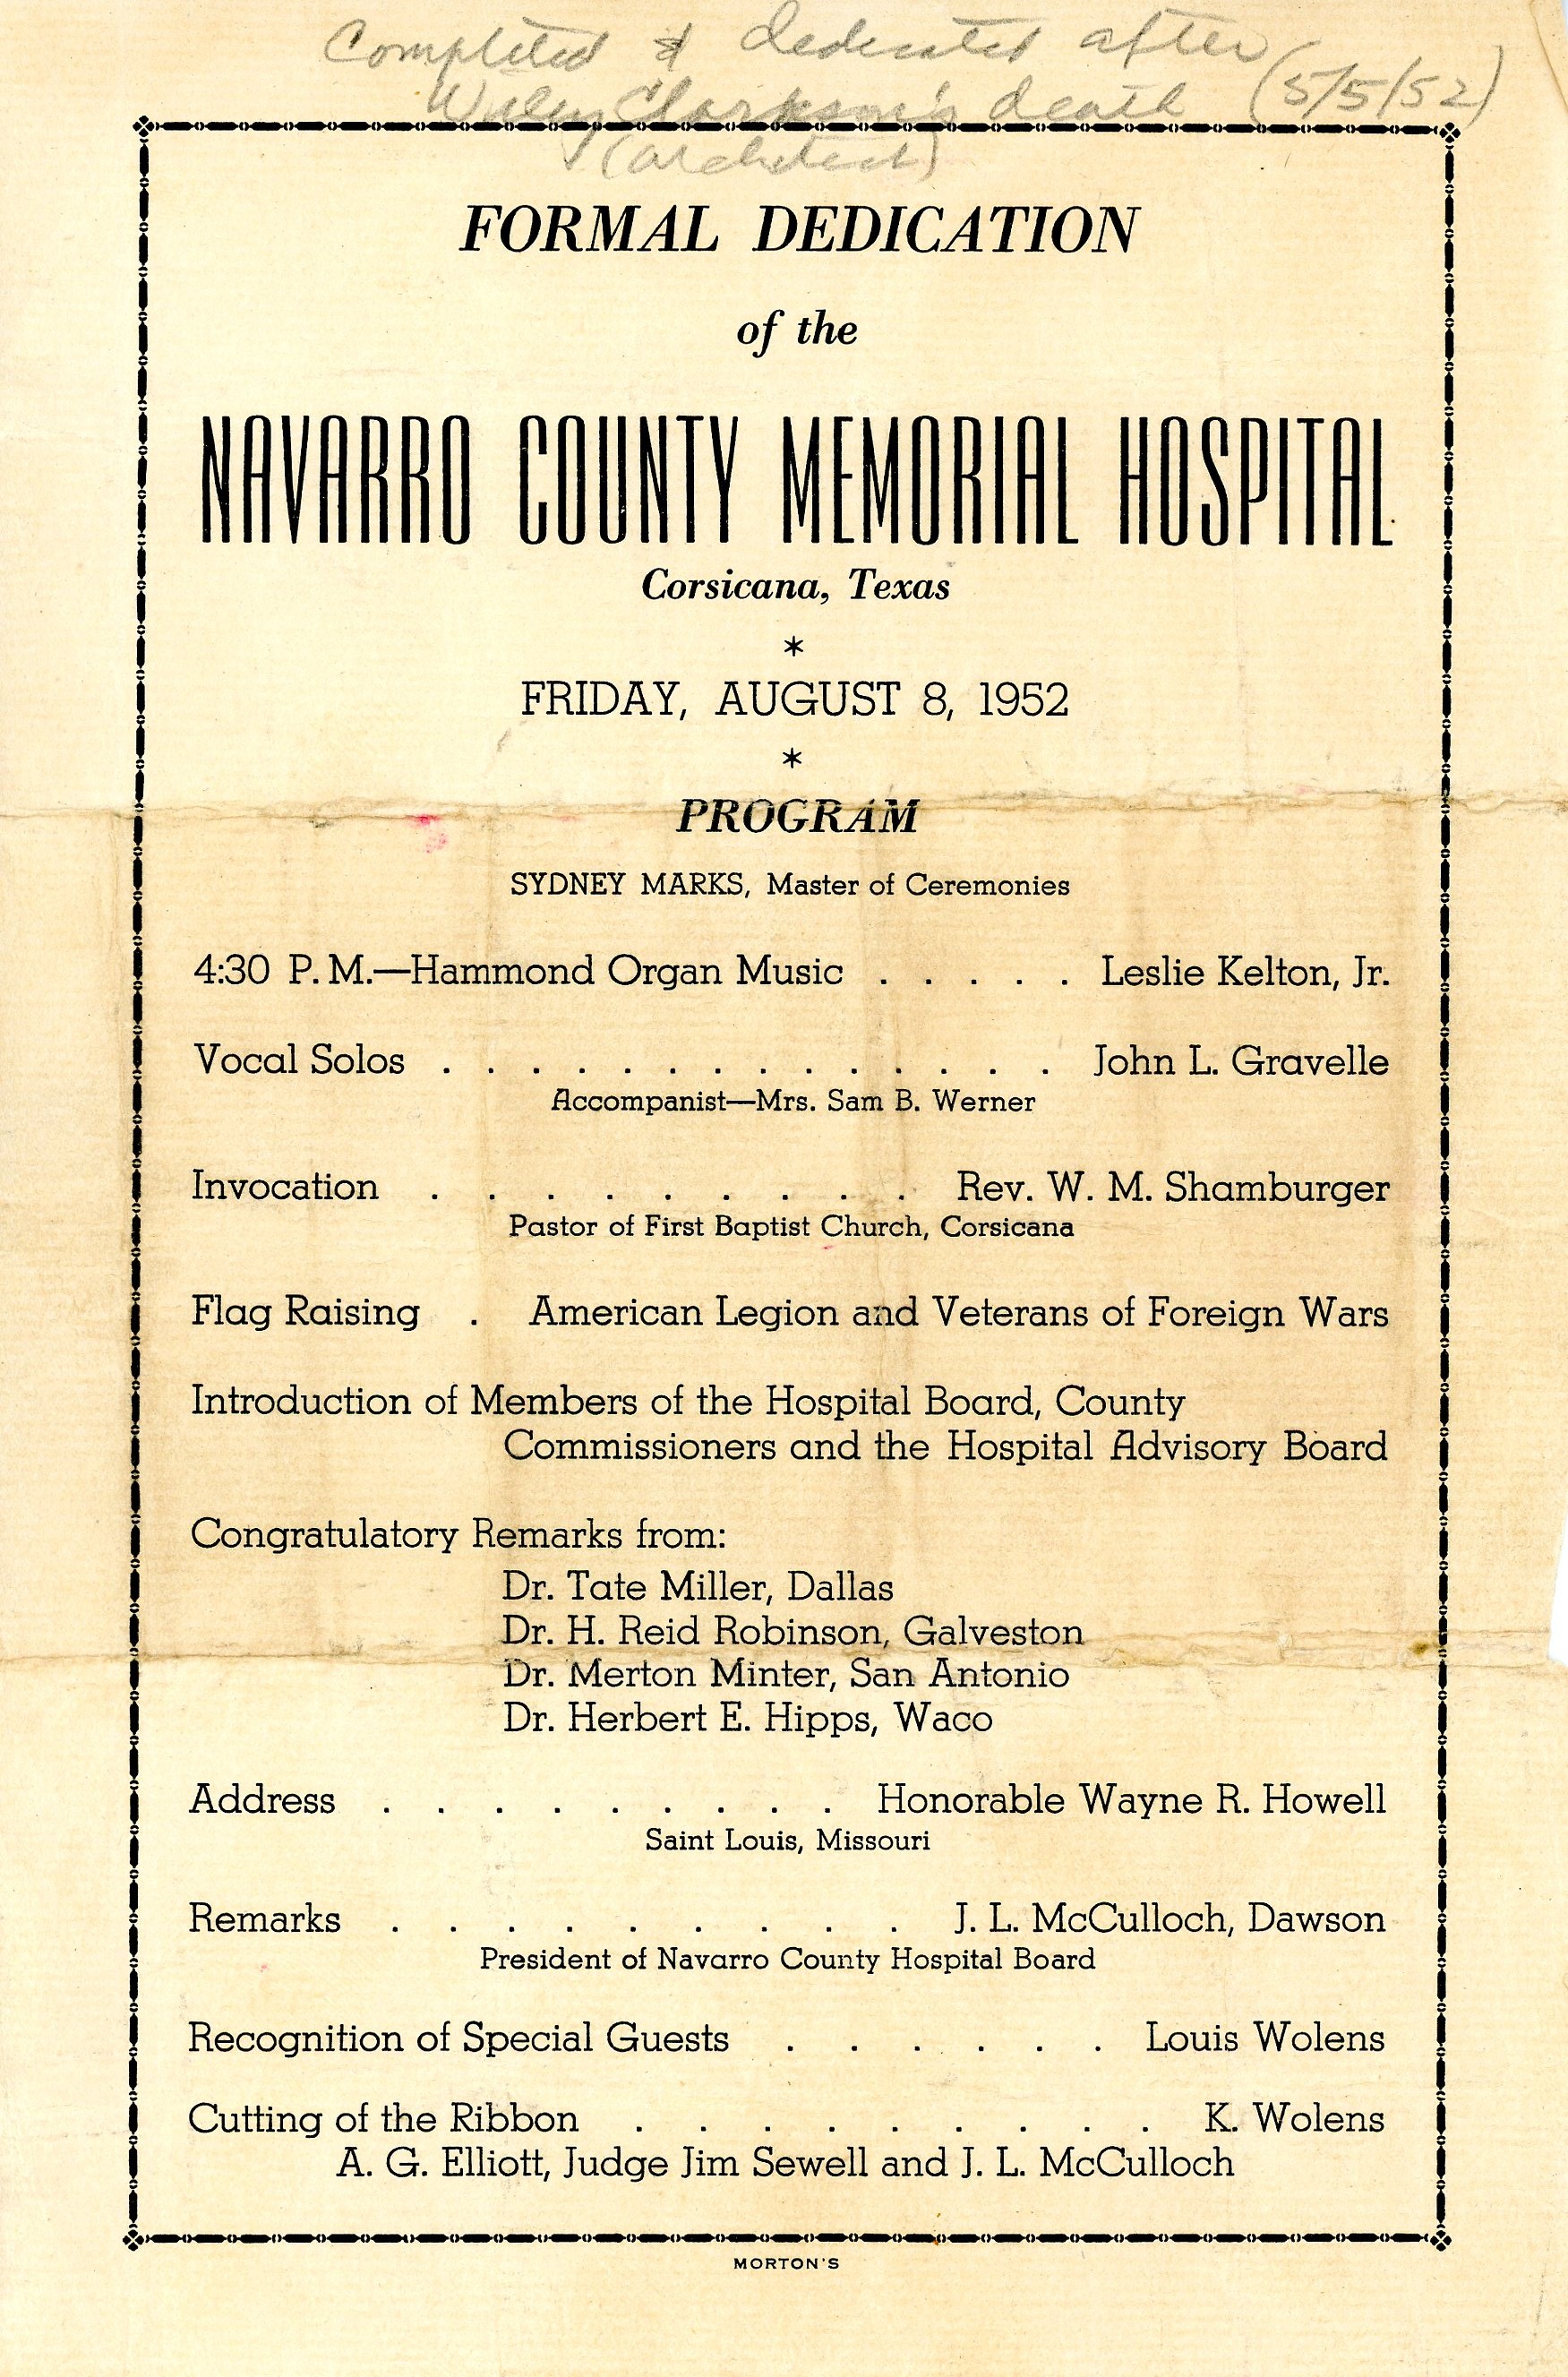 Completed & dedicated after
Wiley Clarkson's death (5/5/52)
(architect)
FORMAL DEDICATION
of the
NAVARRO COUNTY MEMORIAL HOSPITAL
Corsicana, Texas
*
FRIDAY, AUGUST 8, 1952
*
PROGRAM
SYDNEY MARKS, Master of Ceremonies
4:30 P. M.—Hammond Organ Music . . . . . Leslie Kelton, Jr.
Vocal Solos . . . . . . . . . . . . . . John L. Gravelle
Accompanist—Mrs. Sam B. Werner
Invocation . . . . . . . . . Rev. W. M. Shamburger
Pastor of First Baptist Church, Corsicana
Flag Raising . American Legion and Veterans of Foreign Wars
Introduction of Members of the Hospital Board, County
Commissioners and the Hospital Advisory Board
Congratulatory Remarks from:
Dr. Tate Miller, Dallas
Dr. H. Reid Robinson, Galveston
Dr. Merton Minter, San Antonio
Dr. Herbert E. Hipps, Waco
Address . . . . . . . . . Honorable Wayne R. Howell
Saint Louis, Missouri
Remarks . . . . . . . . . J. L. McCulloch, Dawson
President of Navarro County Hospital Board
Recognition of Special Guests . . . . . . Louis Wolens
Cutting of the Ribbon . . . . . . . . . K. Wolens
A. G. Elliott, Judge Jim Sewell and J. L. McCulloch
MORTON'S